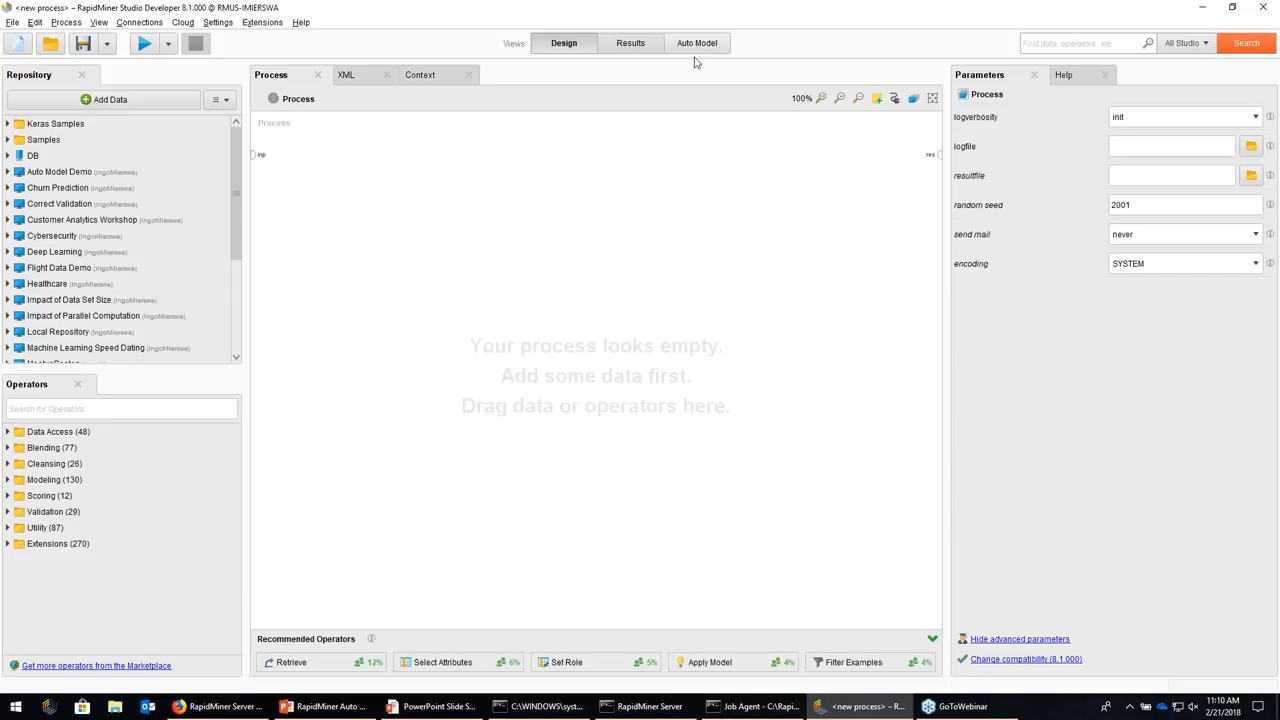 <new process> – RapidMiner Studio Developer 8.1.000 @ RMUS-IMIERSWA
File Edit Process View Connections Cloud Settings Extensions Help
Views: Design Results Auto Model
Find data, operators...etc All Studio Search
Repository
Add Data
Keras Samples
Samples
DB
Auto Model Demo (IngoMierswa)
Churn Prediction (IngoMierswa)
Correct Validation (IngoMierswa)
Customer Analytics Workshop (IngoMierswa)
Cybersecurity (IngoMierswa)
Deep Learning (IngoMierswa)
Flight Data Demo (IngoMierswa)
Healthcare (IngoMierswa)
Impact of Data Set Size (IngoMierswa)
Impact of Parallel Computation (IngoMierswa)
Local Repository (IngoMierswa)
Machine Learning Speed Dating (IngoMierswa)
Operators
Search for Operators
Data Access (48)
Blending (77)
Cleansing (26)
Modeling (130)
Scoring (12)
Validation (29)
Utility (87)
Extensions (270)
Get more operators from the Marketplace
Process XML Context
Process
100%
Process
inp
res
Your process looks empty.
Add some data first.
Drag data or operators here.
Recommended Operators
Retrieve 12%
Select Attributes 6%
Set Role 5%
Apply Model 4%
Filter Examples 4%
Parameters Help
Process
logverbosity init
logfile
resultfile
random seed 2001
send mail never
encoding SYSTEM
Hide advanced parameters
Change compatibility (8.1.000)
RapidMiner Server ...
RapidMiner Auto ...
PowerPoint Slide S...
C:\WINDOWS\syst...
RapidMiner Server
Job Agent - C:\Rapi...
<new process> – R...
GoToWebinar
11:10 AM
2/21/2018